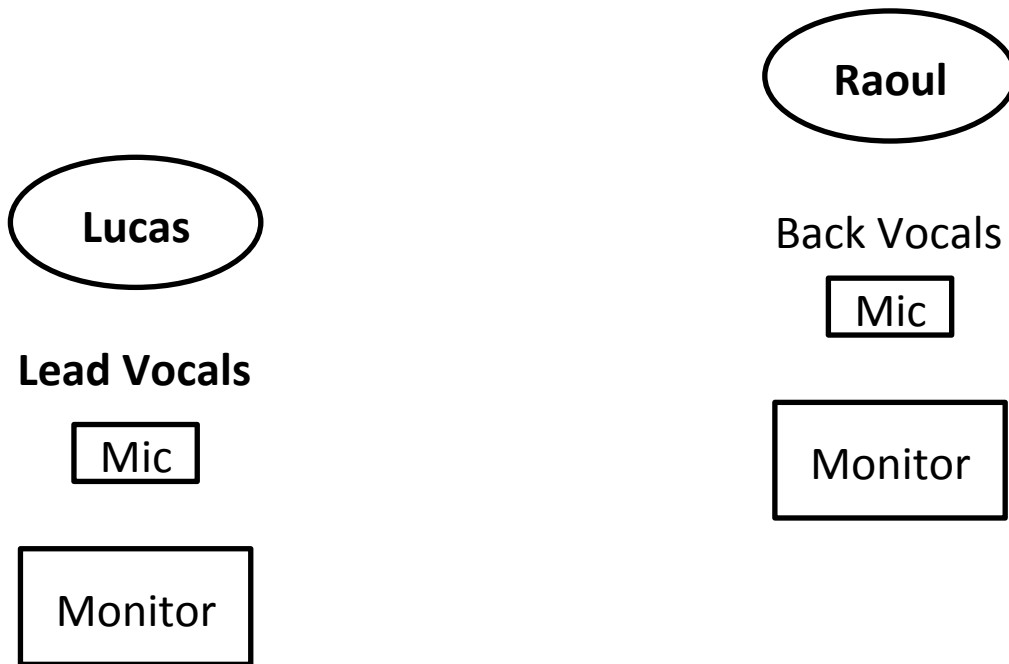 Raoul
Lucas
Back Vocals
Mic
Lead Vocals
Mic
Monitor
Monitor